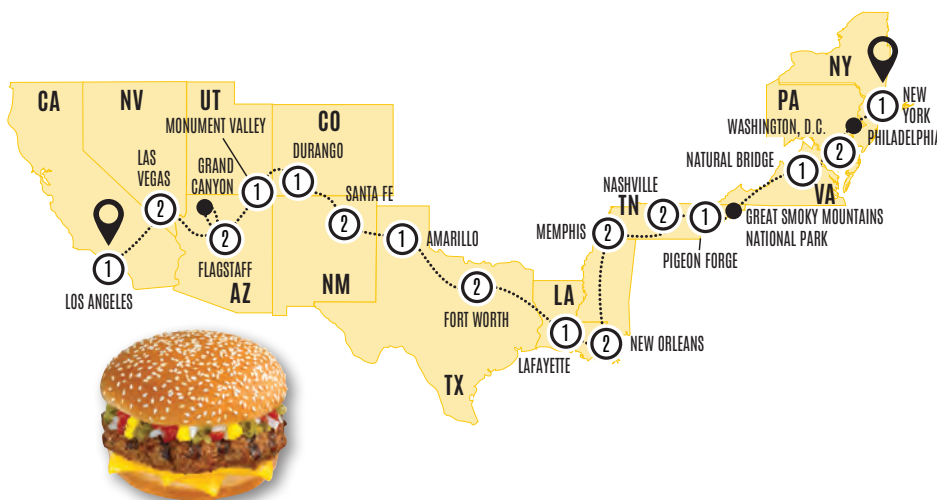 NY
CA
NV
UT
PA
1
NEW
YORK
MONUMENT VALLEY
CO
WASHINGTON, D.C.
PHILADELPHIA
DURANGO
2
LAS
VEGAS
GRAND
CANYON
1
1
NATURAL BRIDGE
1
VA
SANTA FE
NASHVILLE
TN
2
2
2
1
GREAT SMOKY MOUNTAINS
NATIONAL PARK
2
FLAGSTAFF
1
AMARILLO
MEMPHIS
2
PIGEON FORGE
1
LOS ANGELES
AZ
NM
2
FORT WORTH
LA
1
LAFAYETTE
2
NEW ORLEANS
TX